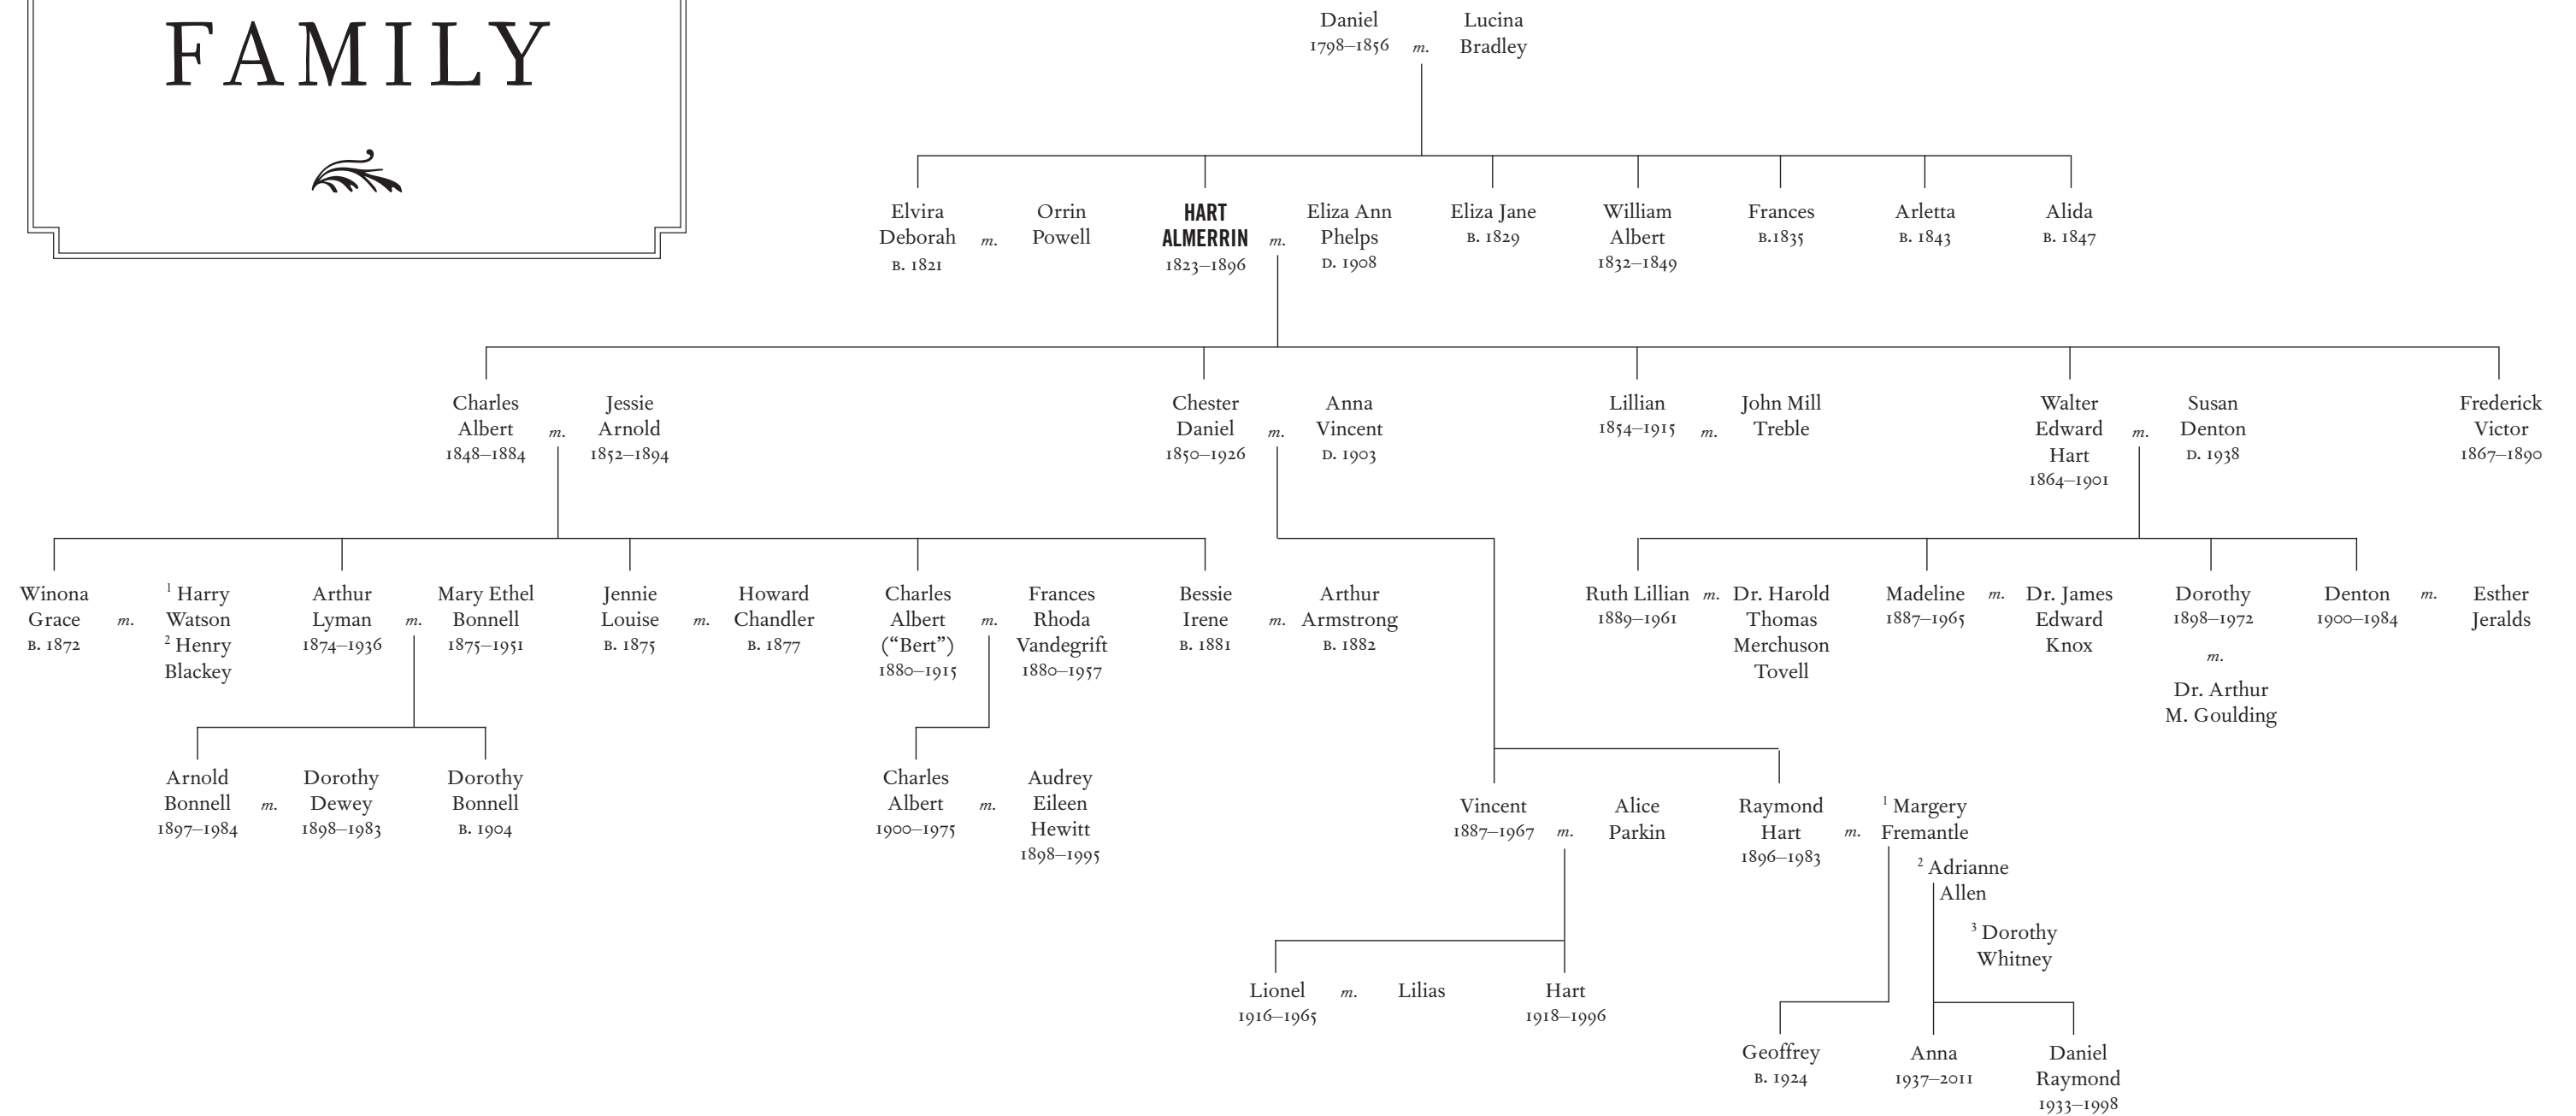 FAMILY
Daniel
1798–1856
m.
Lucina
Bradley
Elvira
Deborah
B. 1821
m.
Orrin
Powell
HART
ALMERRIN
1823–1896
m.
Eliza Ann
Phelps
D. 1908
Eliza Jane
B. 1829
William
Albert
1832–1849
Frances
B.1835
Arletta
B. 1843
Alida
B. 1847
Charles
Albert
1848–1884
m.
Jessie
Arnold
1852–1894
Chester
Daniel
1850–1926
m.
Anna
Vincent
D. 1903
Lillian
1854–1915
m.
John Mill
Treble
Walter
Edward
Hart
1864–1901
m.
Susan
Denton
D. 1938
Frederick
Victor
1867–1890
Winona
Grace
B. 1872
m.
1 Harry
Watson
2 Henry
Blackey
Arthur
Lyman
1874–1936
m.
Mary Ethel
Bonnell
1875–1951
Jennie
Louise
B. 1875
m.
Howard
Chandler
B. 1877
Charles
Albert
(“Bert”)
1880–1915
m.
Frances
Rhoda
Vandegrift
1880–1957
Bessie
Irene
B. 1881
m.
Arthur
Armstrong
B. 1882
Ruth Lillian
1889–1961
m.
Dr. Harold
Thomas
Merchuson
Tovell
Madeline
1887–1965
m.
Dr. James
Edward
Knox
Dorothy
1898–1972
m.
Dr. Arthur
M. Goulding
Denton
1900–1984
m.
Esther
Jeralds
Arnold
Bonnell
1897–1984
m.
Dorothy
Dewey
1898–1983
Dorothy
Bonnell
B. 1904
Charles
Albert
1900–1975
m.
Audrey
Eileen
Hewitt
1898–1995
Vincent
1887–1967
m.
Alice
Parkin
Raymond
Hart
1896–1983
m.
1 Margery
Fremantle
2 Adrianne
Allen
3 Dorothy
Whitney
Lionel
1916–1965
m.
Lilias
Hart
1918–1996
Geoffrey
B. 1924
Anna
1937–2011
Daniel
Raymond
1933–1998